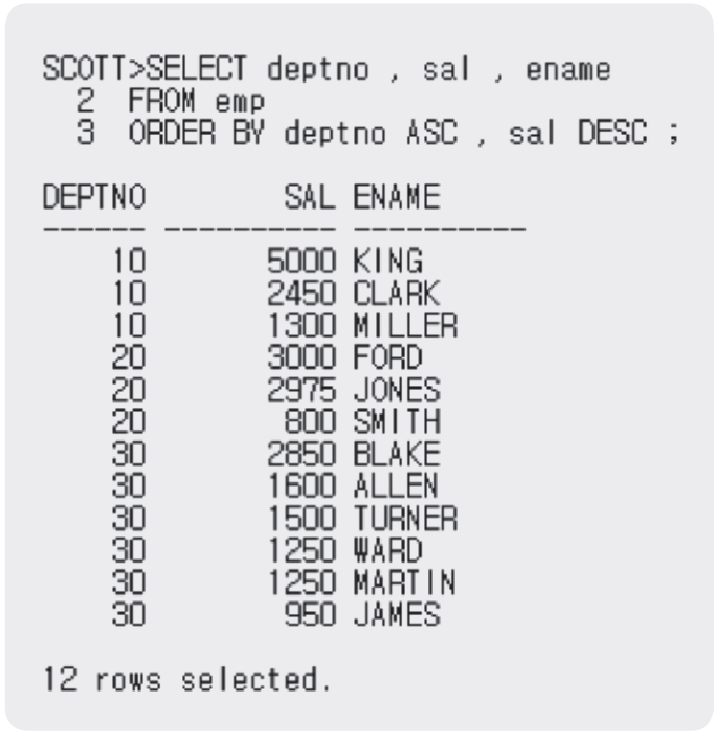 SCOTT>SELECT deptno , sal , ename
2 FROM emp
3 ORDER BY deptno ASC , sal DESC ;
DEPTNO SAL ENAME
------ ---------- ----------
10 5000 KING
10 2450 CLARK
10 1300 MILLER
20 3000 FORD
20 2975 JONES
20 800 SMITH
30 2850 BLAKE
30 1600 ALLEN
30 1500 TURNER
30 1250 WARD
30 1250 MARTIN
30 950 JAMES
12 rows selected.